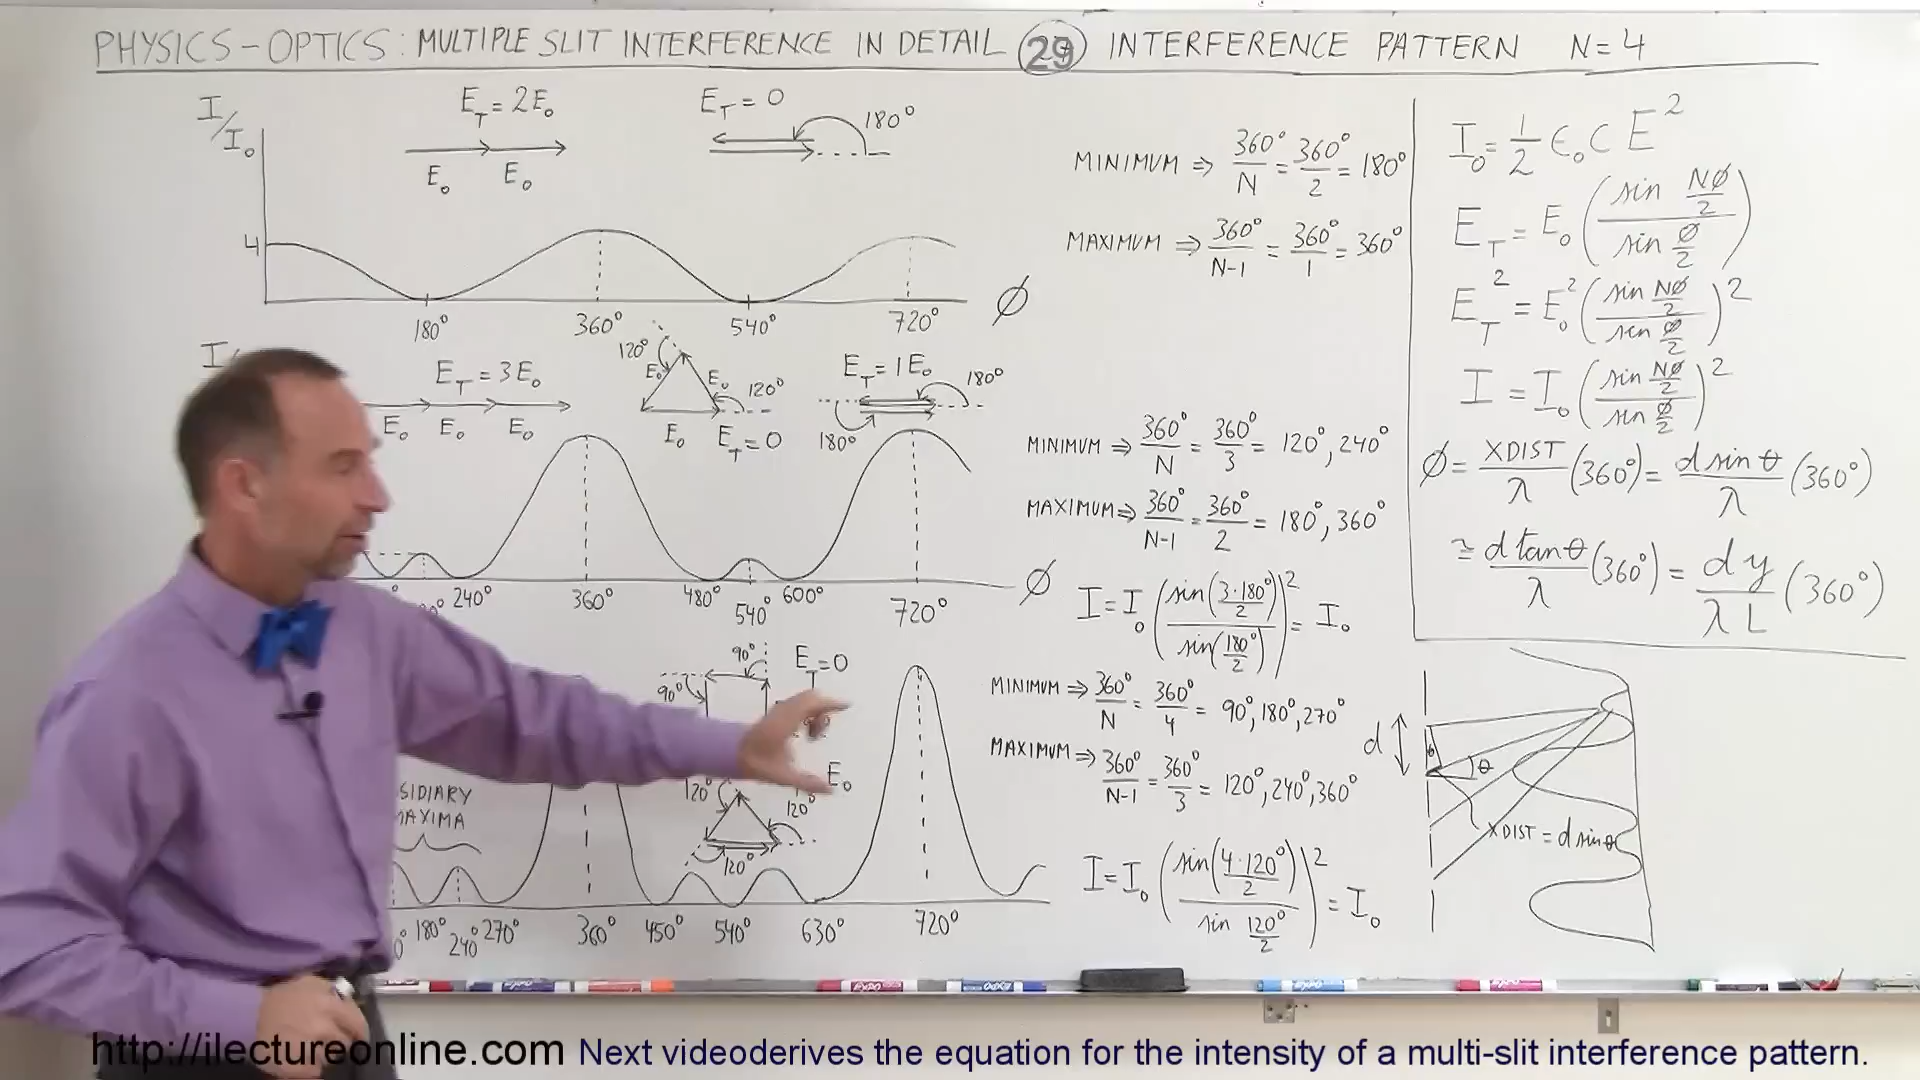 PHYSICS-OPTICS: MULTIPLE SLIT INTERFERENCE IN DETAIL 29 INTERFERENCE PATTERN N=4
I/I₀
E_T = 2E₀
E₀ E₀
E_T = 0
180°
4
180° 360° 540° 720° ∅
MINIMUM ⇒ 360°/N = 360°/2 = 180°
MAXIMUM ⇒ 360°/N-1 = 360°/1 = 360°
E_T = 3E₀
E₀ E₀ E₀
120° E₀ E₀ 120°
E₀ E_T = 0
E_T = 1E₀
180° 180°
240° 360° 480° 540° 600° 720° ∅
MINIMUM ⇒ 360°/N = 360°/3 = 120°, 240°
MAXIMUM ⇒ 360°/N-1 = 360°/2 = 180°, 360°
I = I₀ (sin(3·180°/2) / sin(180°/2))² = I₀
90° 90° E_T = 0
E₀
120° 120° 120°
180° 240° 270° 360° 450° 540° 630° 720°
MINIMUM ⇒ 360°/N = 360°/4 = 90°, 180°, 270°
MAXIMUM ⇒ 360°/N-1 = 360°/3 = 120°, 240°, 360°
I = I₀ (sin(4·120°/2) / sin 120°/2)² = I₀
I₀ = 1/2 ε₀ C E²
E_T = E₀ (sin N∅/2 / sin ∅/2)
E_T² = E₀² (sin N∅/2 / sin ∅/2)²
I = I₀ (sin N∅/2 / sin ∅/2)²
∅ = XDIST/λ (360°) = d sin θ/λ (360°)
≅ d tan θ/λ (360°) = d y/λ L (360°)
d θ θ
XDIST = d sin θ
EXPO
http://ilectureonline.com Next videoderives the equation for the intensity of a multi-slit interference pattern.